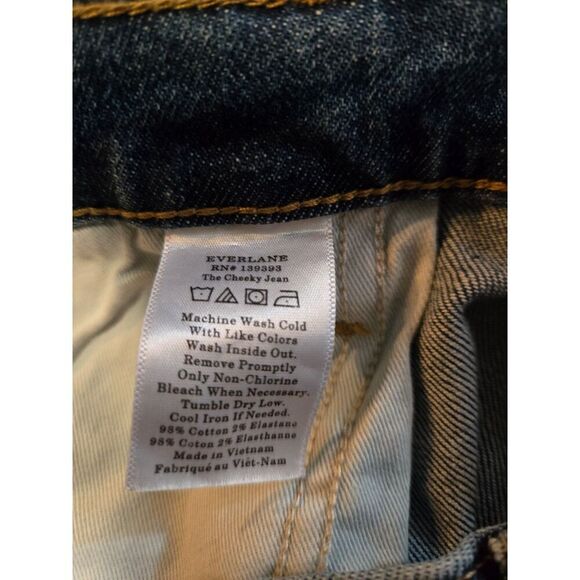 EVERLANE
RN# 139393
The Cheeky Jean
Machine Wash Cold
With Like Colors
Wash Inside Out.
Remove Promptly
Only Non-Chlorine
Bleach When Necessary.
Tumble Dry Low.
Cool Iron If Needed.
98% Cotton 2% Elastane
98% Coton 2% Elasthanne
Made in Vietnam
Fabriqué au Viêt-Nam